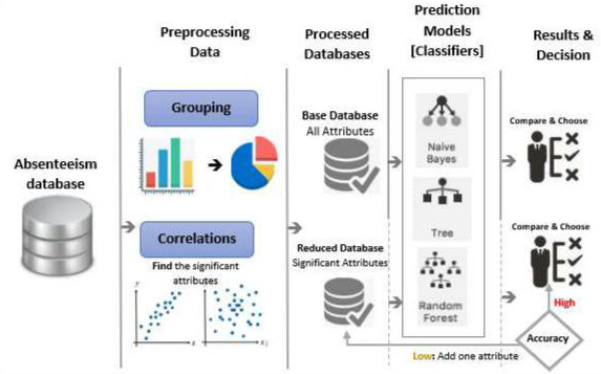 Absenteeism
database
Preprocessing
Data
Grouping
Correlations
Find the significant
attributes
y
x
y
x₁
Processed
Databases
Base Database
All Attributes
Reduced Database
Significant Attributes
Prediction
Models
[Classifiers]
Naive
Bayes
Tree
Random
Forest
Results &
Decision
Compare & Choose
Compare & Choose
High
Accuracy
Low: Add one attribute